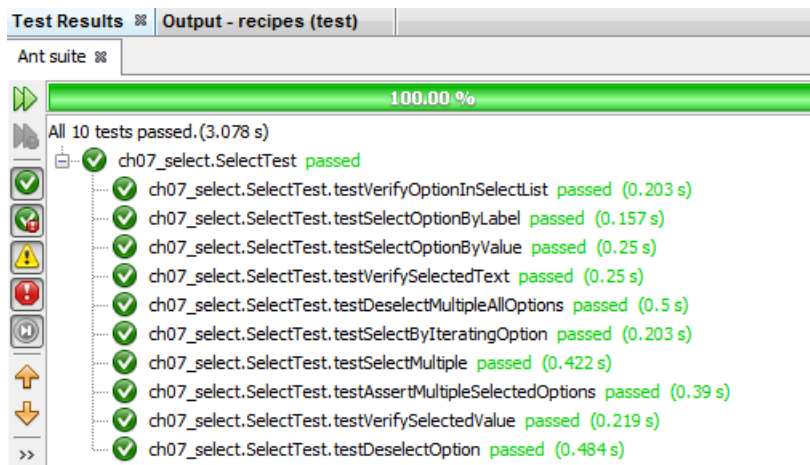 Test Results Output - recipes (test)
Ant suite
100.00 %
All 10 tests passed.(3.078 s)
ch07_select.SelectTest passed
ch07_select.SelectTest.testVerifyOptionInSelectList passed (0.203 s)
ch07_select.SelectTest.testSelectOptionByLabel passed (0.157 s)
ch07_select.SelectTest.testSelectOptionByValue passed (0.25 s)
ch07_select.SelectTest.testVerifySelectedText passed (0.25 s)
ch07_select.SelectTest.testDeselectMultipleAllOptions passed (0.5 s)
ch07_select.SelectTest.testSelectByIteratingOption passed (0.203 s)
ch07_select.SelectTest.testSelectMultiple passed (0.422 s)
ch07_select.SelectTest.testAssertMultipleSelectedOptions passed (0.39 s)
ch07_select.SelectTest.testVerifySelectedValue passed (0.219 s)
ch07_select.SelectTest.testDeselectOption passed (0.484 s)